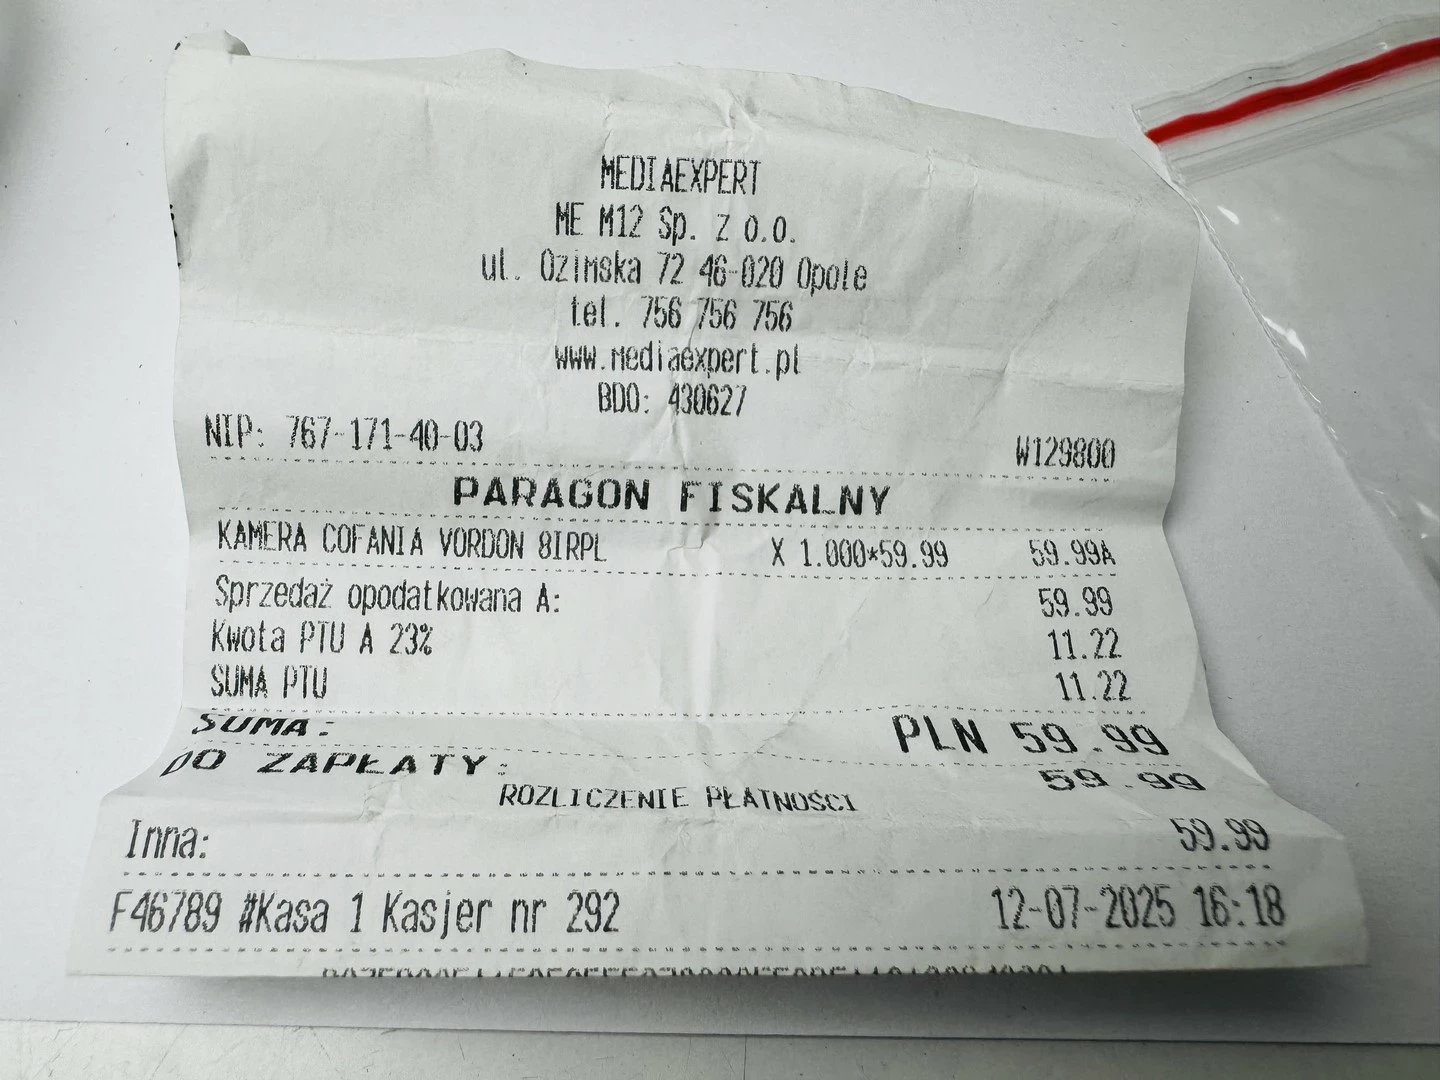 MEDIAEXPERT
ME M12 Sp. Z o.o.
ul. Ozimska 72 46-020 Opole
tel. 756 756 756
www.mediaexpert.pl
BDO: 430627
NIP: 767-171-40-03 W129800
PARAGON FISKALNY
KAMERA COFANIA VORDON 8IRPL X 1.000*59.99 59.99A
Sprzedaż opodatkowana A: 59.99
Kwota PTU A 23% 11.22
SUMA PTU 11.22
SUMA: PLN 59.99
DO ZAPŁATY: 59.99
ROZLICZENIE PŁATNOŚCI
Inna: 59.99
F46789 #Kasa 1 Kasjer nr 292 12-07-2025 16:18